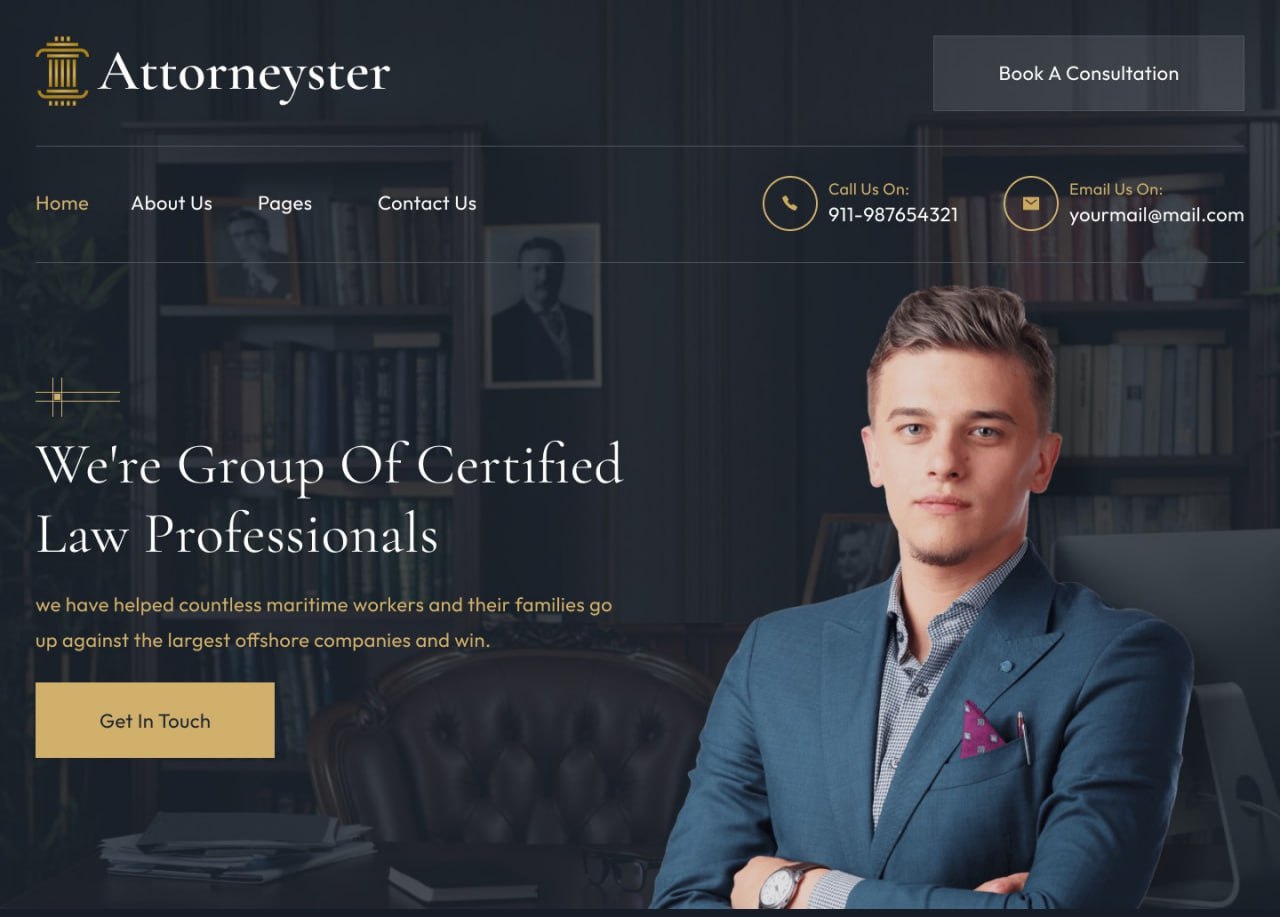 Attorneyster
Book A Consultation
Home About Us Pages Contact Us
Call Us On:
911-987654321
Email Us On:
yourmail@mail.com
We're Group Of Certified
Law Professionals
we have helped countless maritime workers and their families go
up against the largest offshore companies and win.
Get In Touch